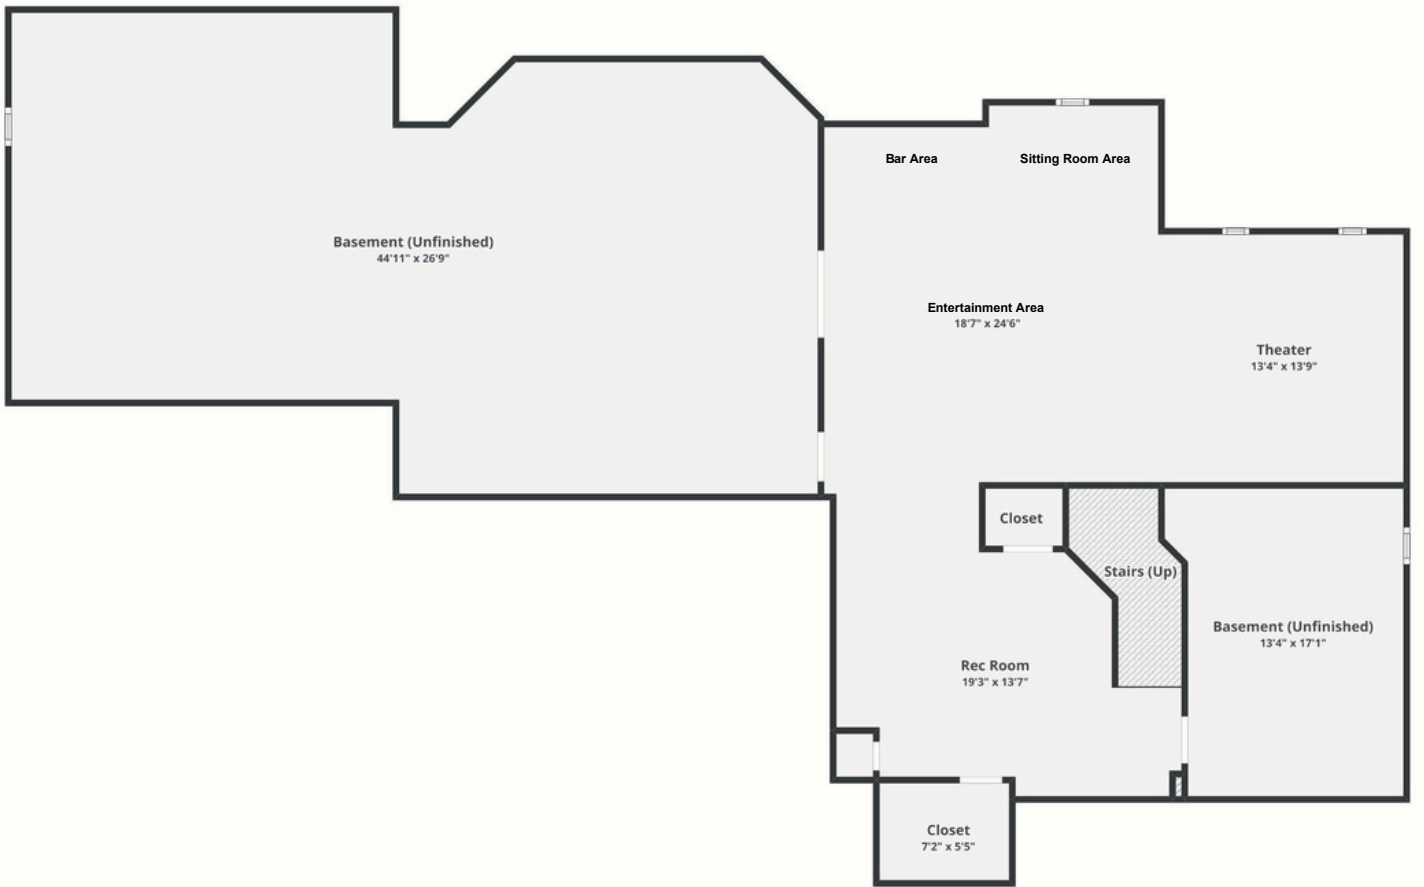 Bar Area
Sitting Room Area
Basement (Unfinished)
44'11" x 26'9"
Entertainment Area
18'7" x 24'6"
Theater
13'4" x 13'9"
Closet
Stairs (Up)
Basement (Unfinished)
13'4" x 17'1"
Rec Room
19'3" x 13'7"
Closet
7'2" x 5'5"